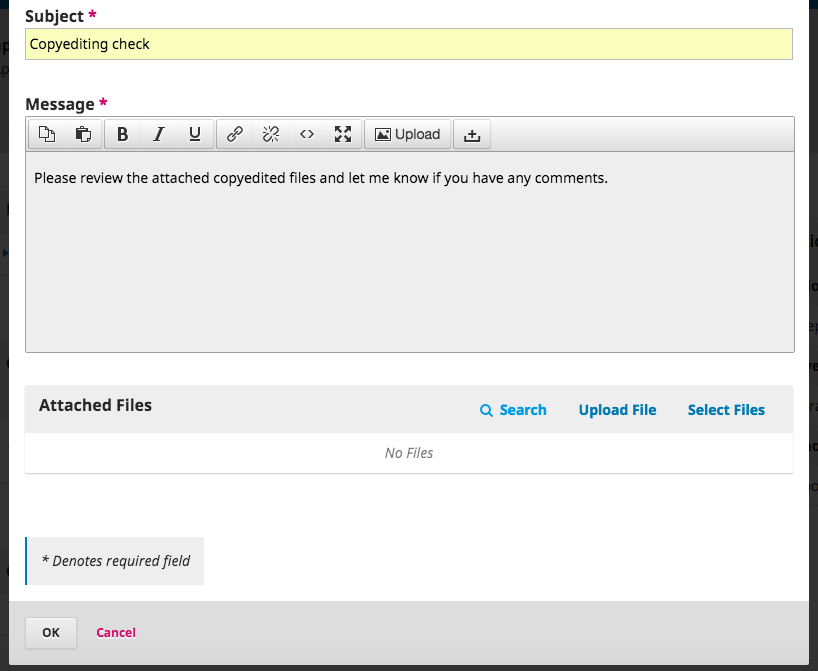 Subject *
Copyediting check
Message *
B I U <> Upload
Please review the attached copyedited files and let me know if you have any comments.
Attached Files Search Upload File Select Files
No Files
* Denotes required field
OK Cancel